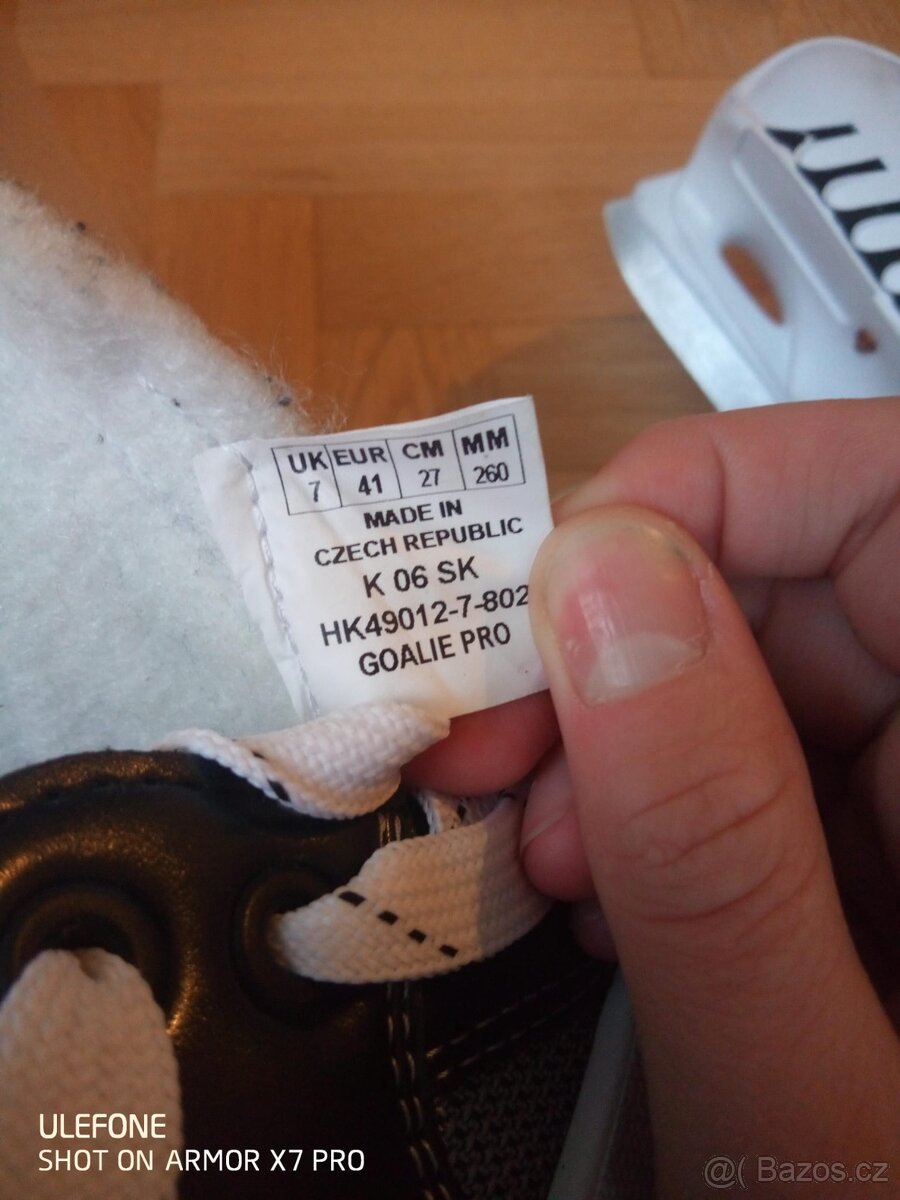 UK EUR CM MM
7 41 27 260
MADE IN
CZECH REPUBLIC
K 06 SK
HK49012-7-802
GOALIE PRO
ULEFONE
SHOT ON ARMOR X7 PRO
@( Bazos.cz